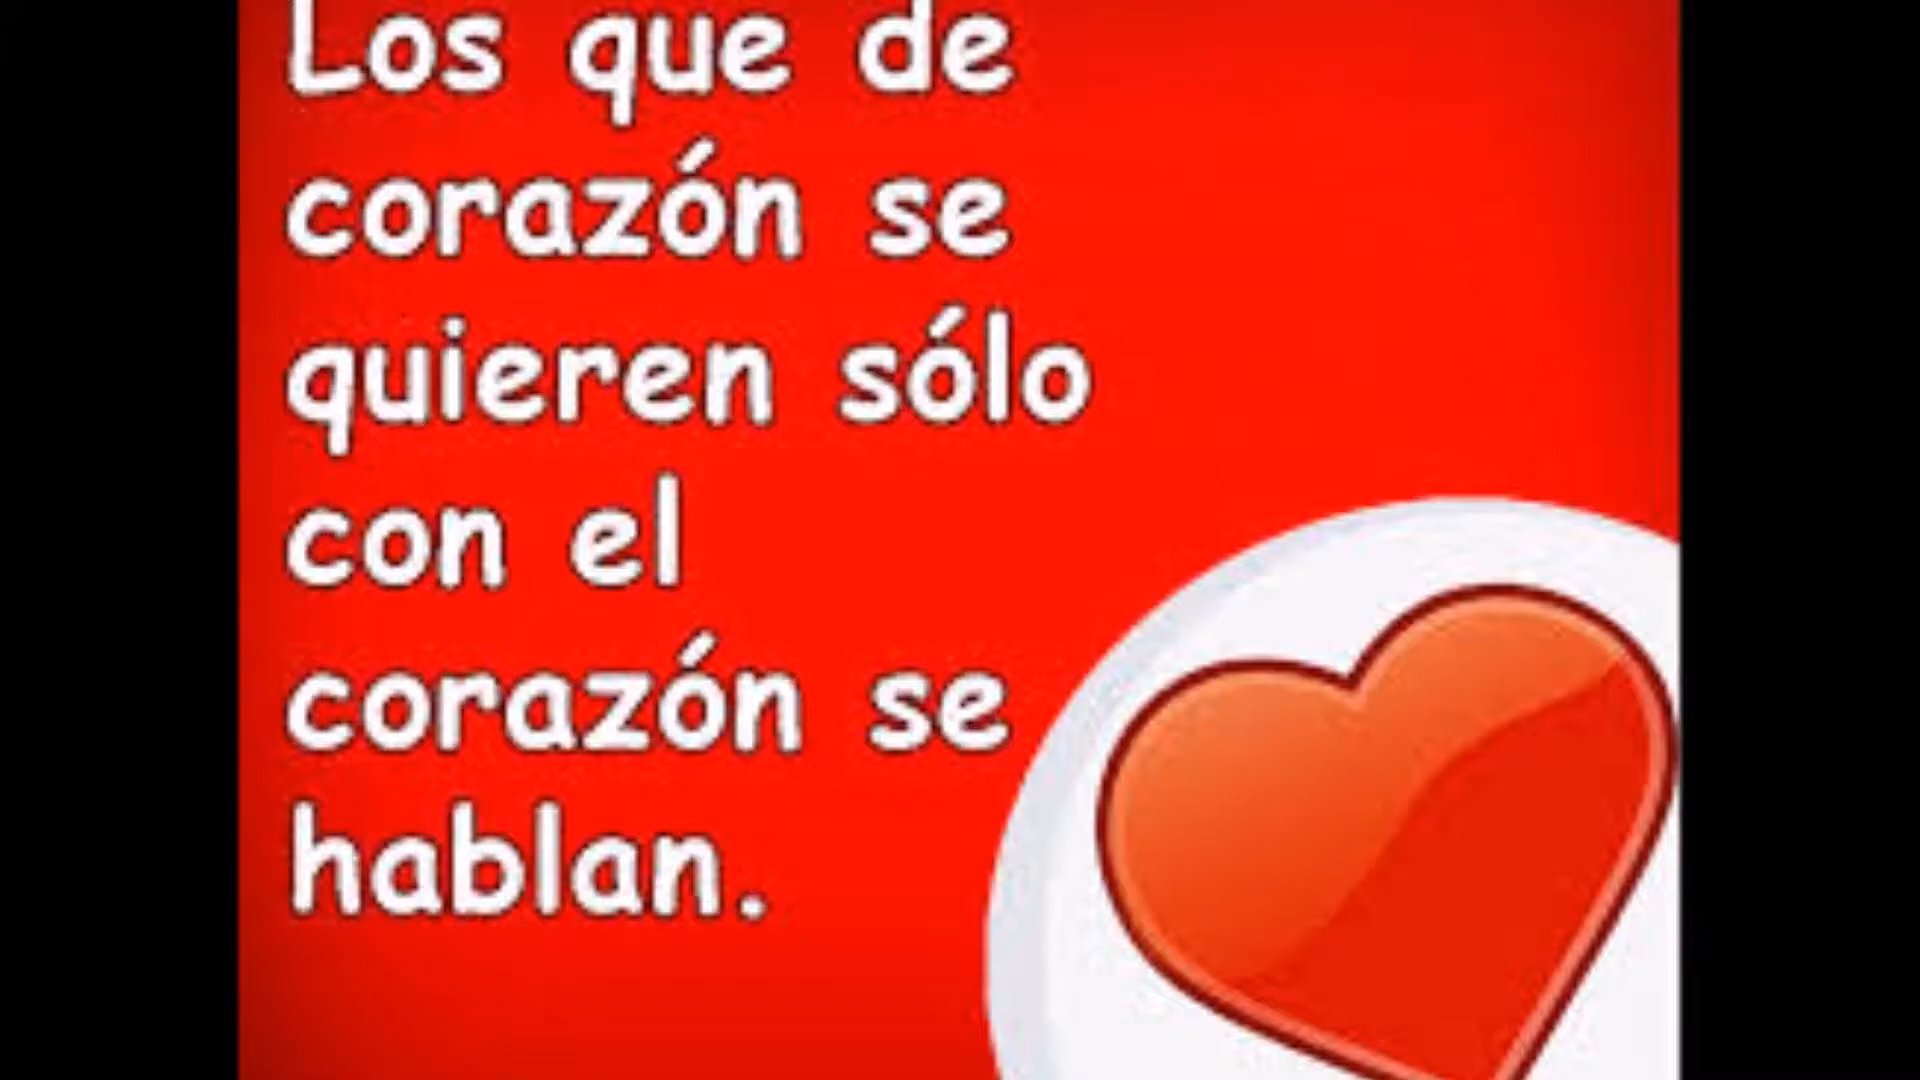 Los que de
corazón se
quieren sólo
con el
corazón se
hablan.